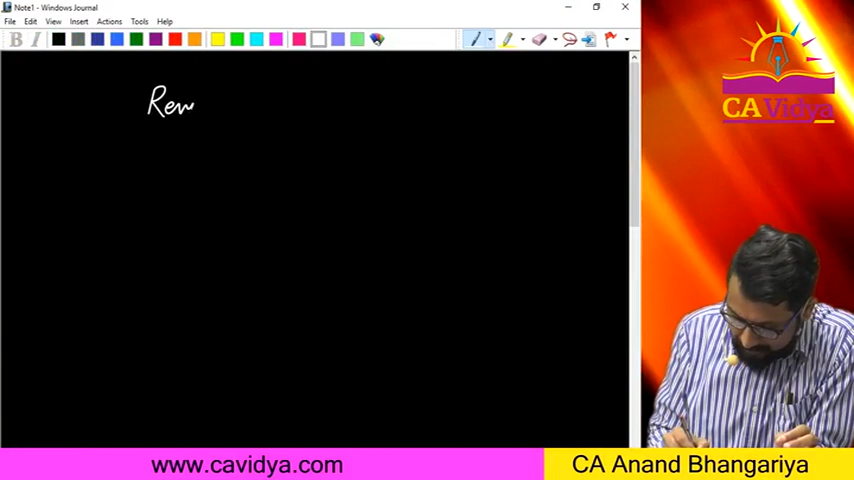 Note1 - Windows Journal
File Edit View Insert Actions Tools Help
B I
Rew
CA Vidya
www.cavidya.com
CA Anand Bhangariya